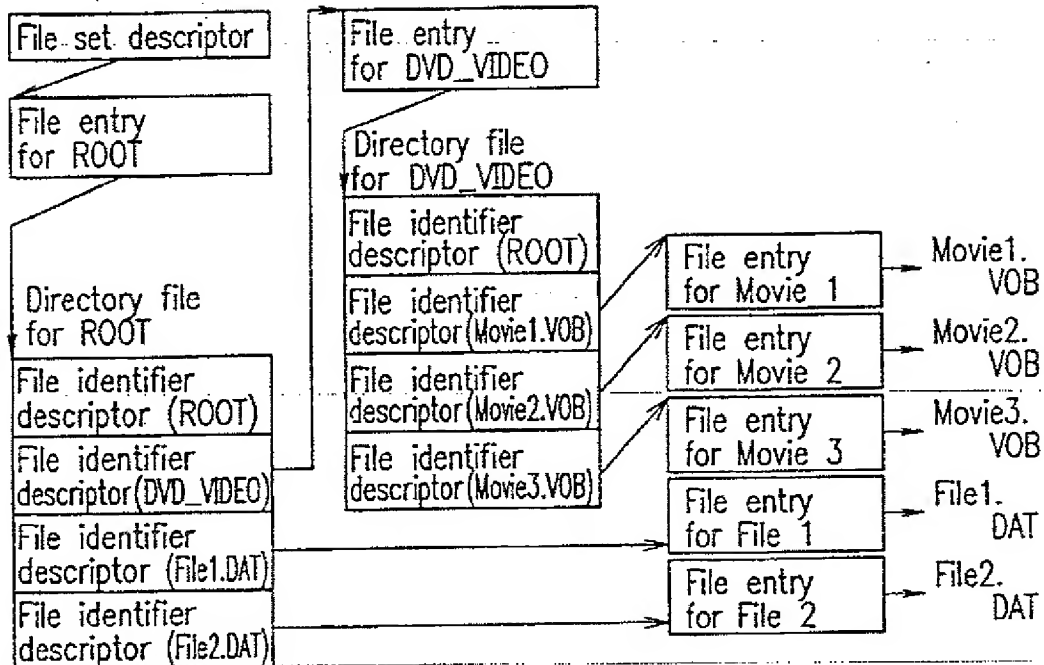 File set descriptor
File entry
for ROOT
Directory file
for ROOT
File identifier
descriptor (ROOT)
File identifier
descriptor(DVD_VIDEO)
File identifier
descriptor (File1.DAT)
File identifier
descriptor (File2.DAT)
File entry
for DVD_VIDEO
Directory file
for DVD_VIDEO
File identifier
descriptor (ROOT)
File identifier
descriptor(Movie1.VOB)
File identifier
descriptor(Movie2.VOB)
File identifier
descriptor(Movie3.VOB)
File entry
for Movie 1
File entry
for Movie 2
File entry
for Movie 3
File entry
for File 1
File entry
for File 2
Movie1.
VOB
Movie2.
VOB
Movie3.
VOB
File1.
DAT
File2.
DAT